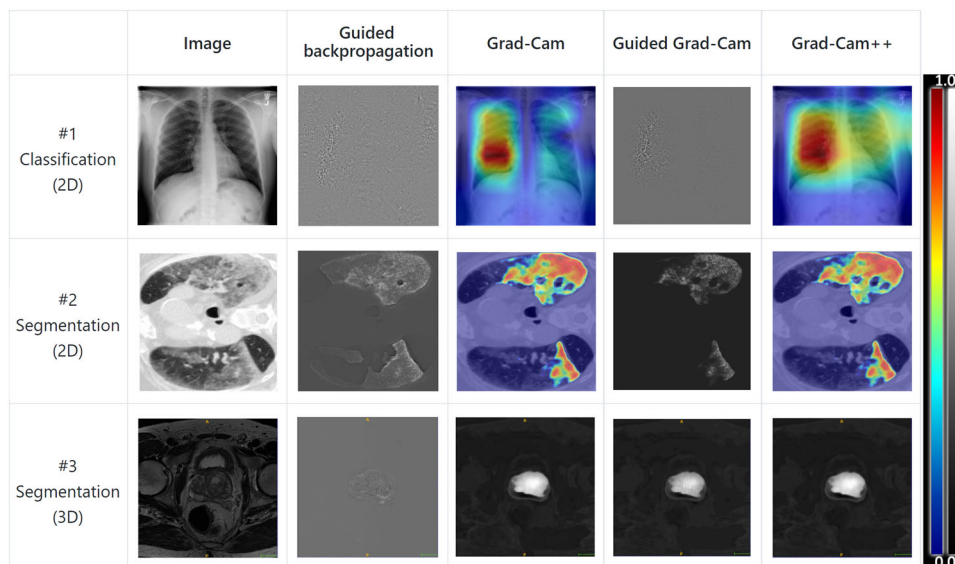 Image
Guided
backpropagation
Grad-Cam
Guided Grad-Cam
Grad-Cam++
1.0
#1
Classification
(2D)
#2
Segmentation
(2D)
#3
Segmentation
(3D)
0.0